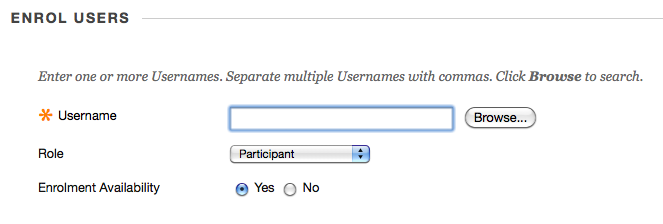 ENROL USERS
Enter one or more Usernames. Separate multiple Usernames with commas. Click Browse to search.
* Username Browse...
Role Participant
Enrolment Availability Yes No